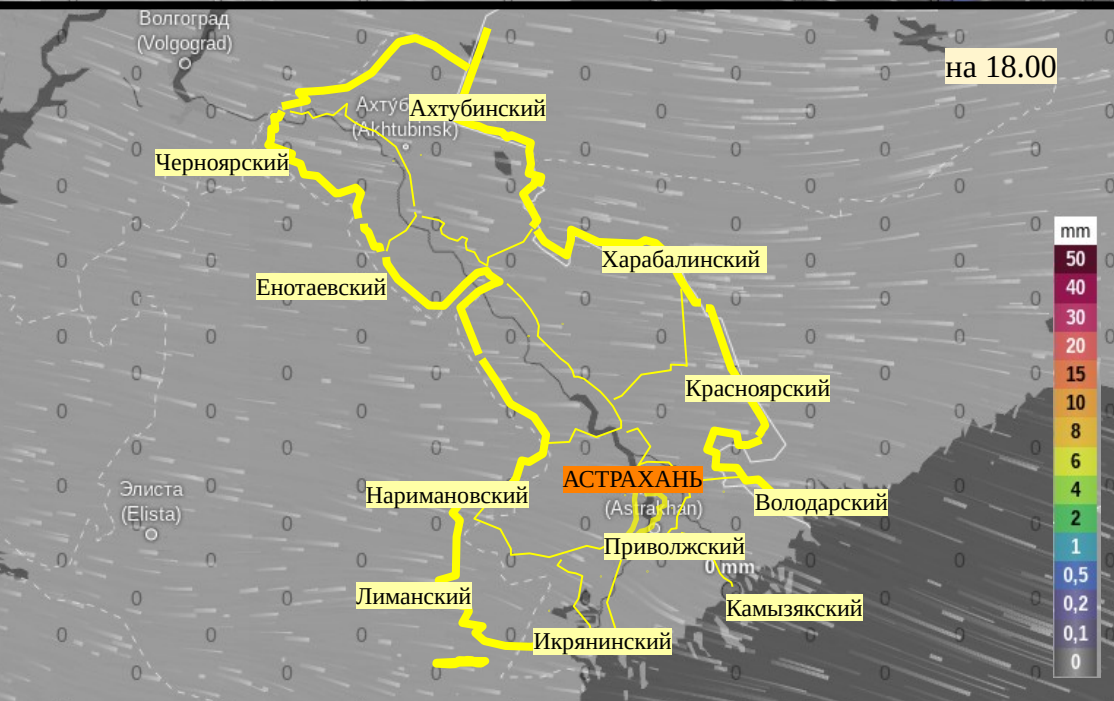 Волгоград
(Volgograd)
на 18.00
Ахту́б
(Akhtubinsk)
Ахтубинский
Черноярский
Харабалинский
Енотаевский
Красноярский
АСТРАХАНЬ
(Astrakhan)
Наримановский
Володарский
Элиста
(Elista)
Приволжский
0 mm
Лиманский
Камызякский
Икрянинский
mm
50
40
30
20
15
10
8
6
4
2
1
0,5
0,2
0,1
0